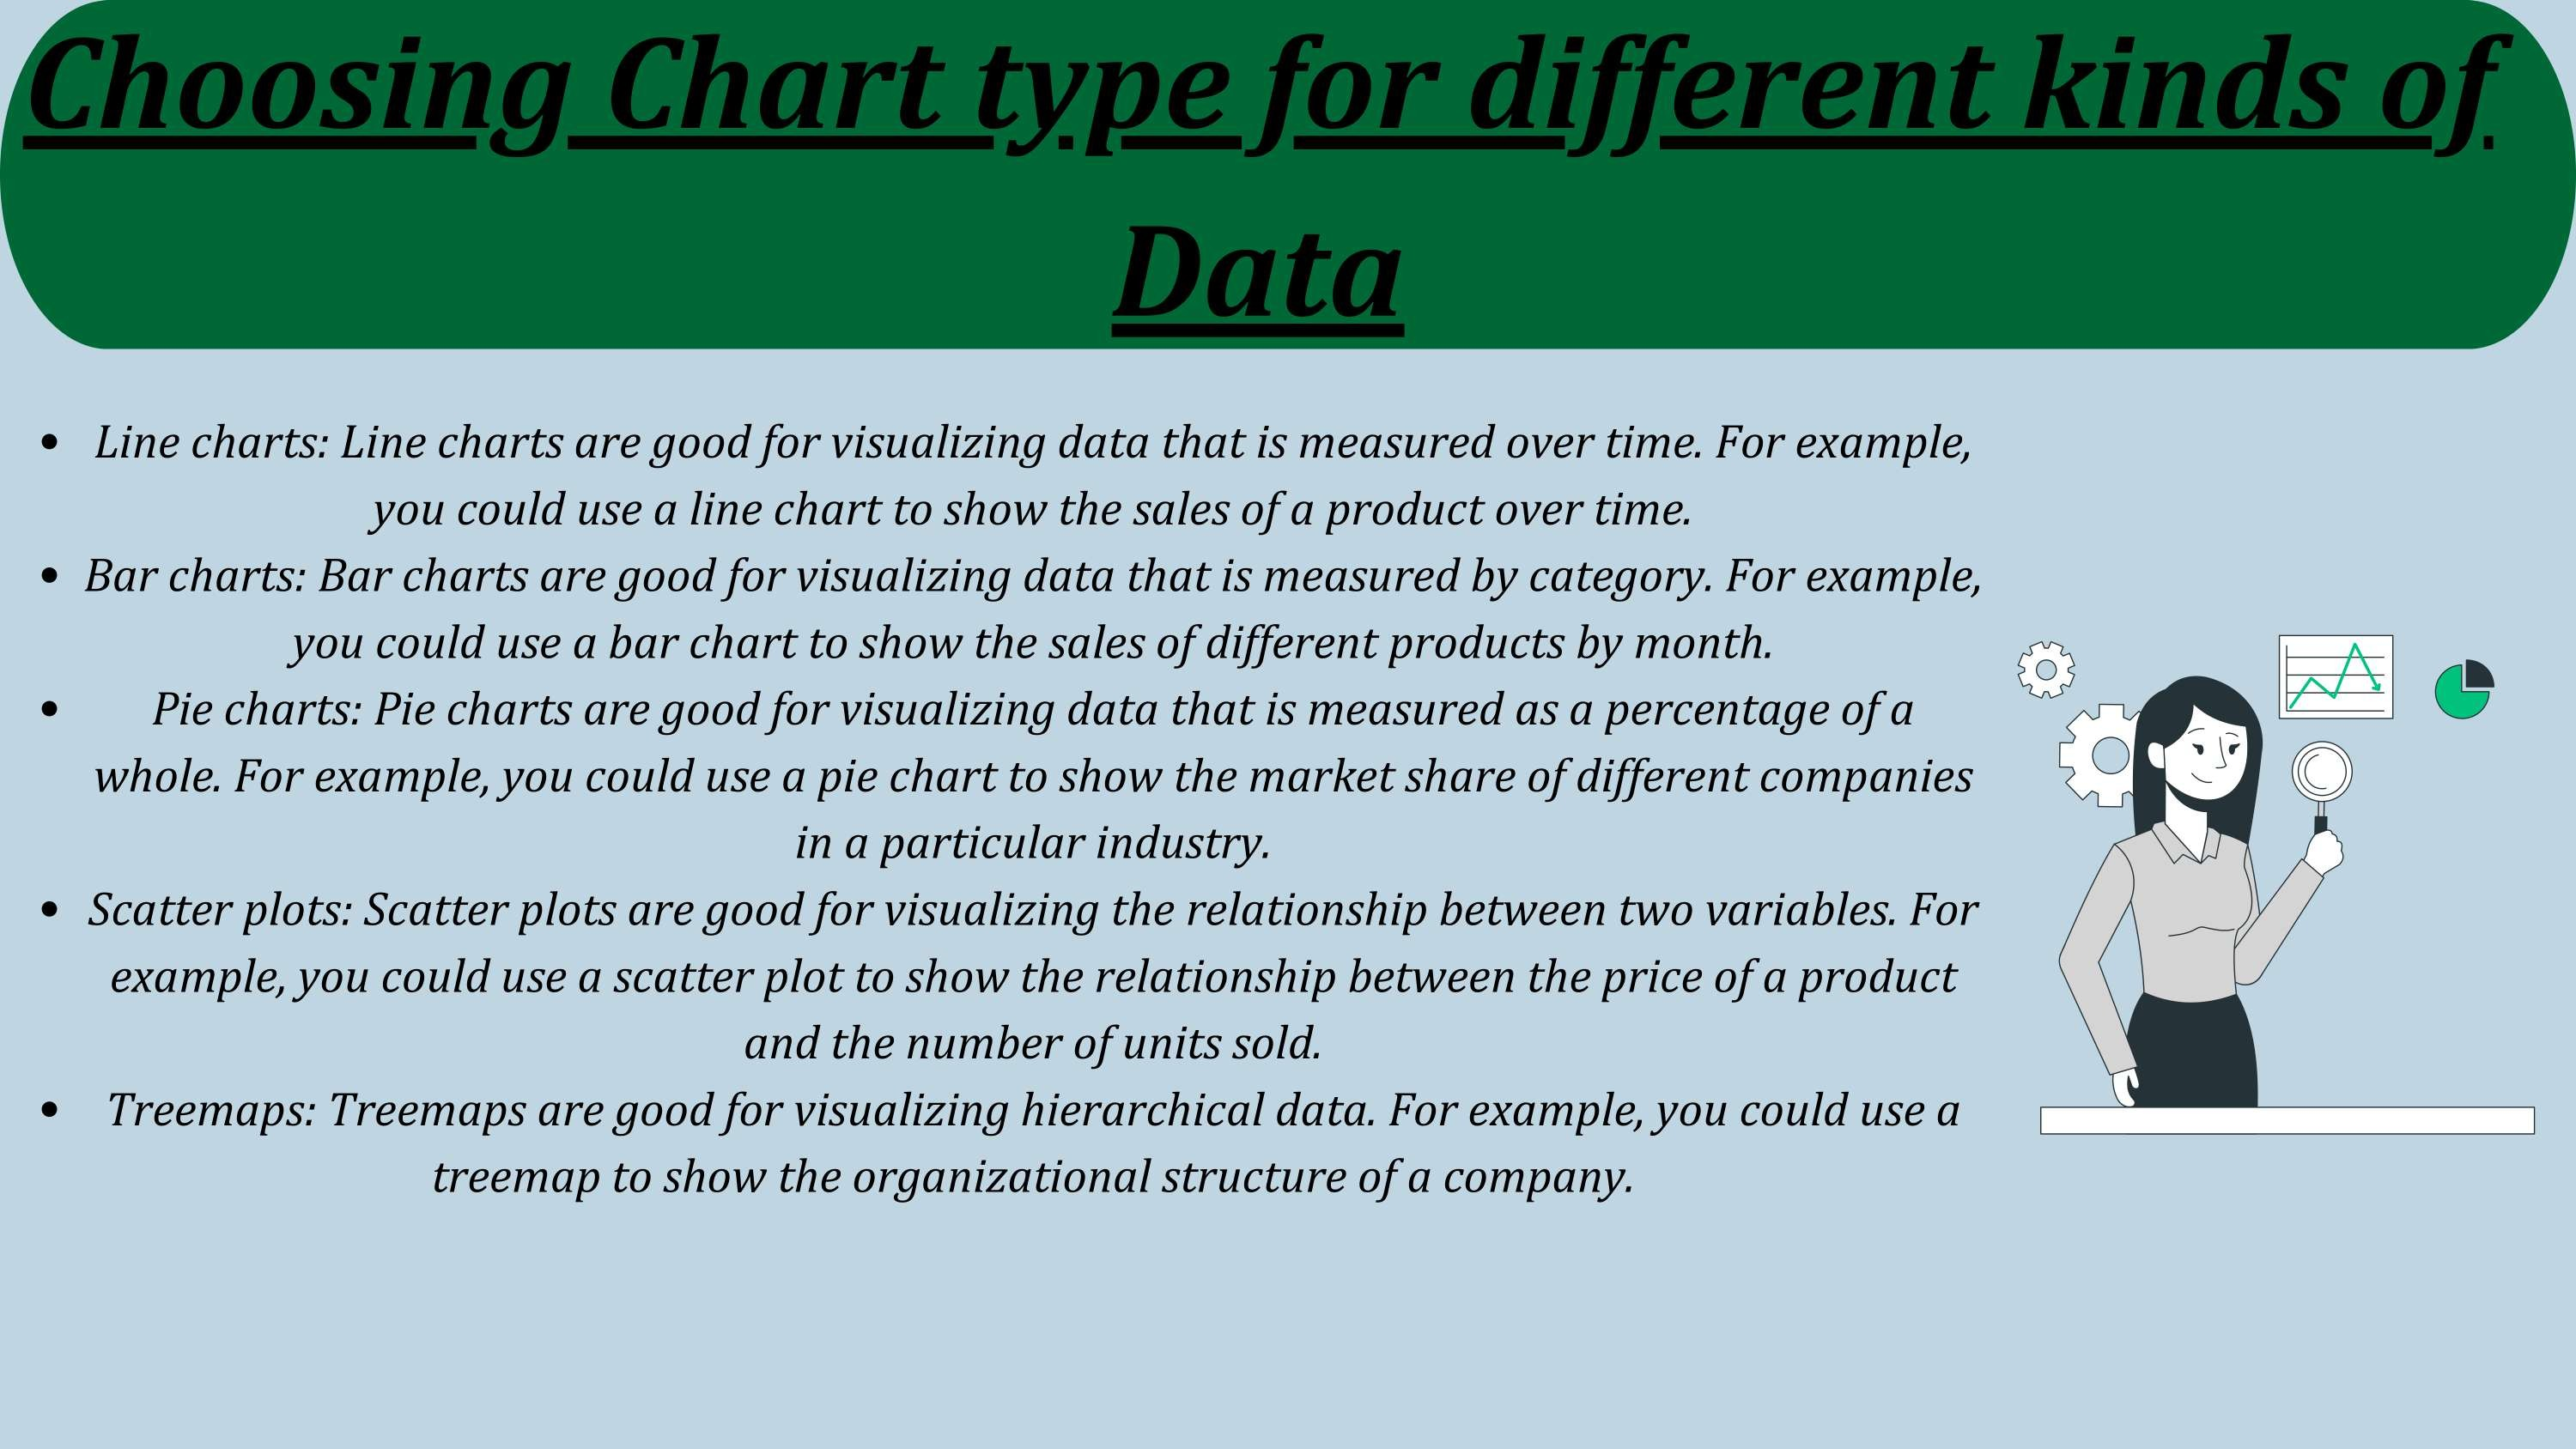 Choosing Chart type for different kinds of
Data
• Line charts: Line charts are good for visualizing data that is measured over time. For example,
you could use a line chart to show the sales of a product over time.
• Bar charts: Bar charts are good for visualizing data that is measured by category. For example,
you could use a bar chart to show the sales of different products by month.
• Pie charts: Pie charts are good for visualizing data that is measured as a percentage of a
whole. For example, you could use a pie chart to show the market share of different companies
in a particular industry.
• Scatter plots: Scatter plots are good for visualizing the relationship between two variables. For
example, you could use a scatter plot to show the relationship between the price of a product
and the number of units sold.
• Treemaps: Treemaps are good for visualizing hierarchical data. For example, you could use a
treemap to show the organizational structure of a company.